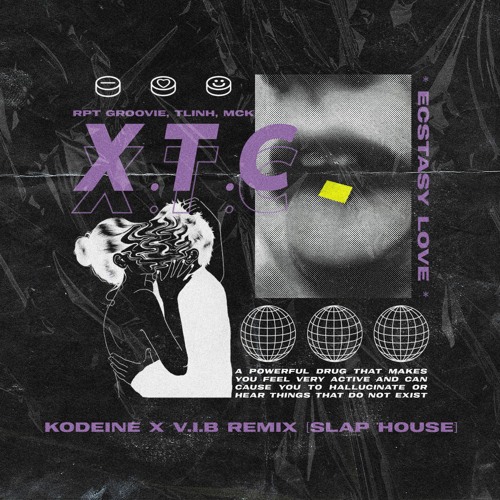 RPT GROOVIE, TLINH, MCK
X.T.C
* ECSTASY LOVE *
A POWERFUL DRUG THAT MAKES
YOU FEEL VERY ACTIVE AND CAN
CAUSE YOU TO HALLUCINATE OR
HEAR THINGS THAT DO NOT EXIST
KODEINE X V.I.B REMIX [SLAP HOUSE]